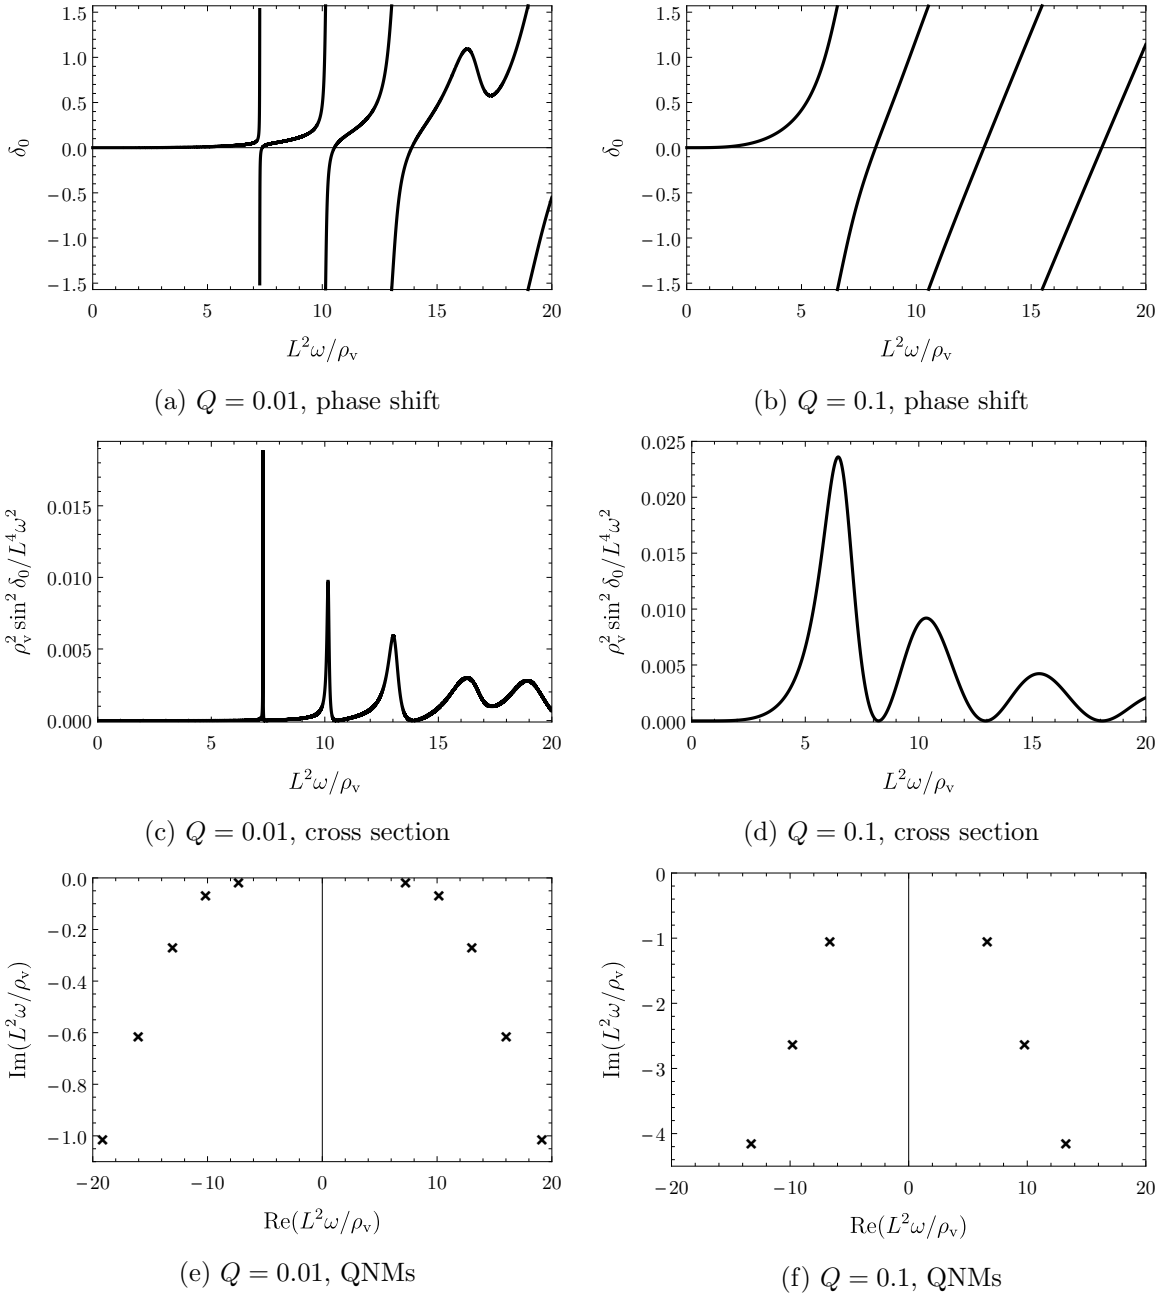 1.5
1.0
0.5
0.0
−0.5
−1.0
−1.5
δ₀
0 5 10 15 20
L²ω/ρᵥ
(a) Q = 0.01, phase shift
1.5
1.0
0.5
0.0
−0.5
−1.0
−1.5
δ₀
0 5 10 15 20
L²ω/ρᵥ
(b) Q = 0.1, phase shift
0.015
0.010
0.005
0.000
ρᵥ² sin² δ₀/L⁴ω²
0 5 10 15 20
L²ω/ρᵥ
(c) Q = 0.01, cross section
0.025
0.020
0.015
0.010
0.005
0.000
ρᵥ² sin² δ₀/L⁴ω²
0 5 10 15 20
L²ω/ρᵥ
(d) Q = 0.1, cross section
0.0
−0.2
−0.4
−0.6
−0.8
−1.0
Im(L²ω/ρᵥ)
−20 −10 0 10 20
Re(L²ω/ρᵥ)
(e) Q = 0.01, QNMs
0
−1
−2
−3
−4
Im(L²ω/ρᵥ)
−20 −10 0 10 20
Re(L²ω/ρᵥ)
(f) Q = 0.1, QNMs